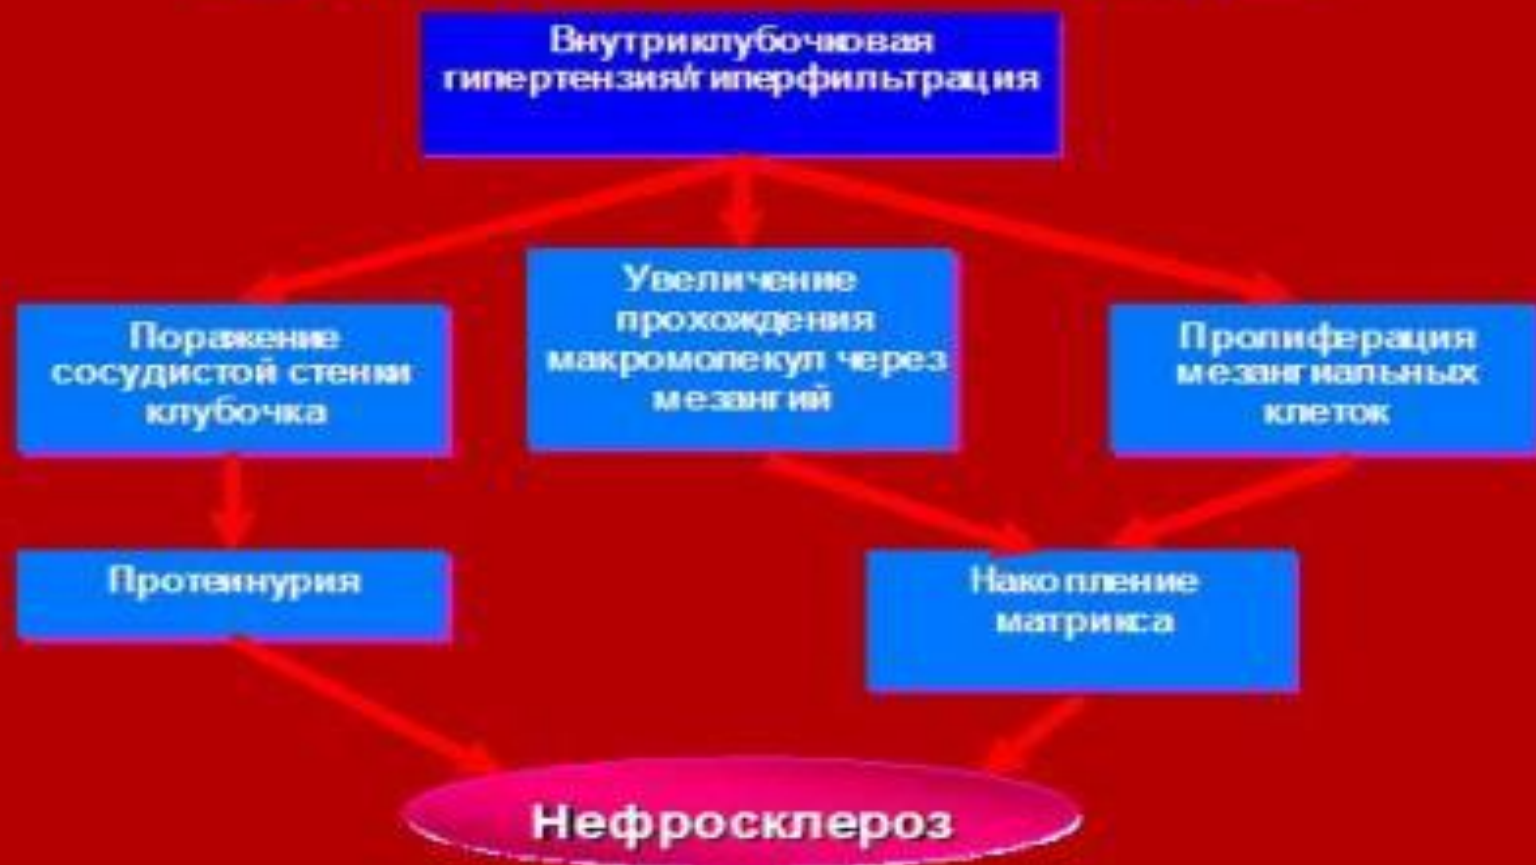 Внутриклубочковая
гипертензия/гиперфильтрация
Увеличение
прохождения
макромолекул через
мезангий
Поражение
сосудистой стенки
клубочка
Пролиферация
мезангиальных
клеток
Протеинурия
Накопление
матрикса
Нефросклероз